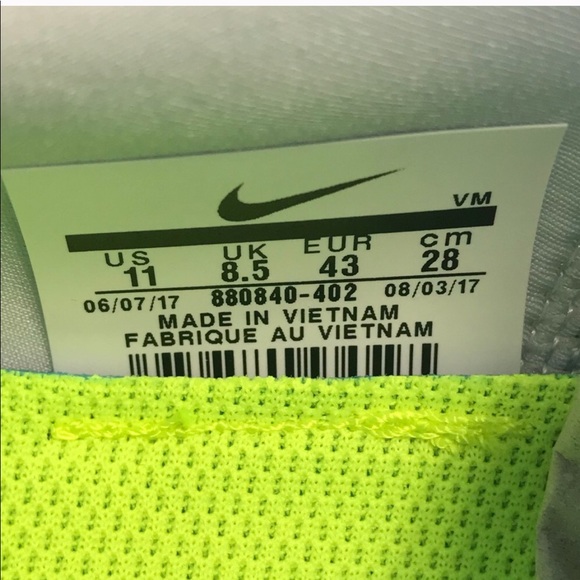 VM
US UK EUR cm
11 8.5 43 28
06/07/17 880840-402 08/03/17
MADE IN VIETNAM
FABRIQUE AU VIETNAM